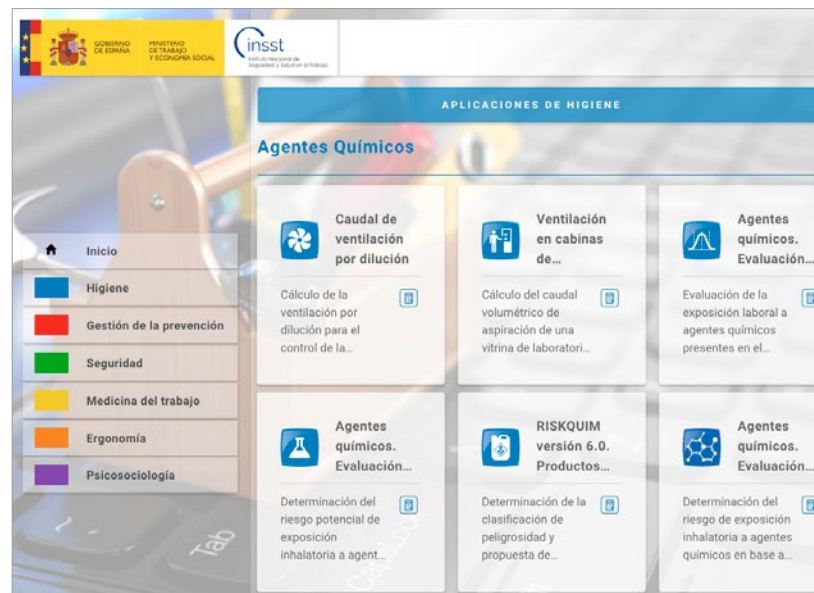 GOBIERNO
DE ESPAÑA
MINISTERIO
DE TRABAJO
Y ECONOMÍA SOCIAL
insst
Instituto Nacional de
Seguridad y Salud en el Trabajo
APLICACIONES DE HIGIENE
Agentes Químicos
Inicio
Higiene
Gestión de la prevención
Seguridad
Medicina del trabajo
Ergonomía
Psicosociología
Caudal de
ventilación
por dilución
Cálculo de la
ventilación por
dilución para el
control de la...
Ventilación
en cabinas
de...
Cálculo del caudal
volumétrico de
aspiración de una
vitrina de laboratori...
Agentes
químicos.
Evaluación...
Evaluación de la
exposición laboral a
agentes químicos
presentes en el...
Agentes
químicos.
Evaluación...
Determinación del
riesgo potencial de
exposición
inhalatoria a agent...
RISKQUIM
versión 6.0.
Productos...
Determinación de la
clasificación de
peligrosidad y
propuesta de...
Agentes
químicos.
Evaluación...
Determinación del
riesgo de exposición
inhalatoria a agentes
químicos en base a...
Tab